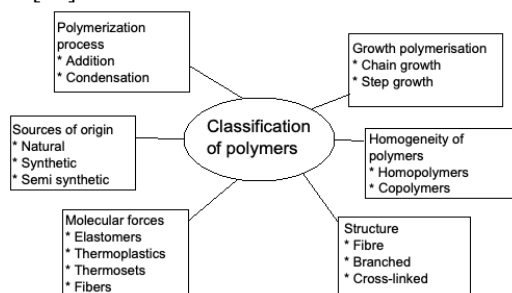 Polymerization
process
* Addition
* Condensation
Growth polymerisation
* Chain growth
* Step growth
Sources of origin
* Natural
* Synthetic
* Semi synthetic
Classification
of polymers
Homogeneity of
polymers
* Homopolymers
* Copolymers
Molecular forces
* Elastomers
* Thermoplastics
* Thermosets
* Fibers
Structure
* Fibre
* Branched
* Cross-linked